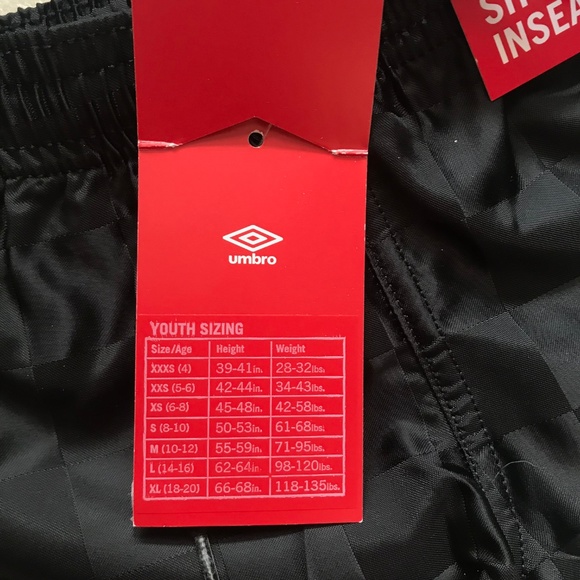 INSEA
umbro
YOUTH SIZING
Size/Age Height Weight
XXXS (4) 39-41in. 28-32lbs.
XXS (5-6) 42-44in. 34-43lbs.
XS (6-8) 45-48in. 42-58lbs.
S (8-10) 50-53in. 61-68lbs.
M (10-12) 55-59in. 71-95lbs.
L (14-16) 62-64in. 98-120lbs.
XL (18-20) 66-68in. 118-135lbs.